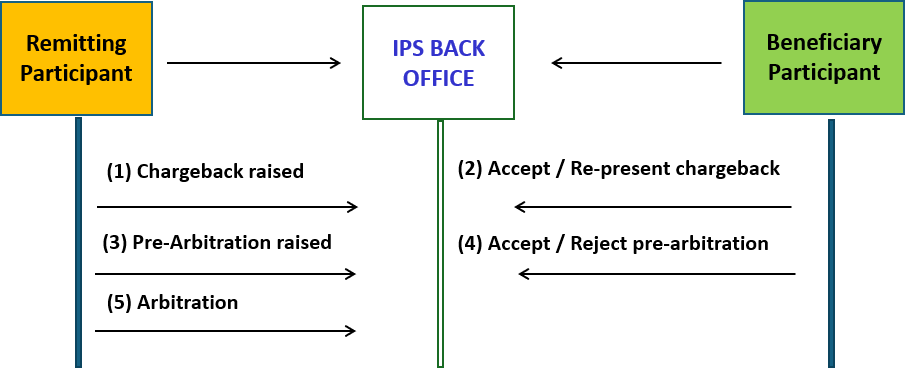 Remitting
Participant
IPS BACK
OFFICE
Beneficiary
Participant
(1) Chargeback raised
(2) Accept / Re-present chargeback
(3) Pre-Arbitration raised
(4) Accept / Reject pre-arbitration
(5) Arbitration